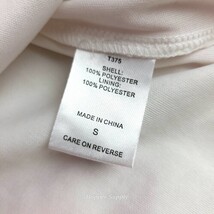 T375
SHELL:
100% POLYESTER
LINING:
100% POLYESTER
MADE IN CHINA
S
CARE ON REVERSE